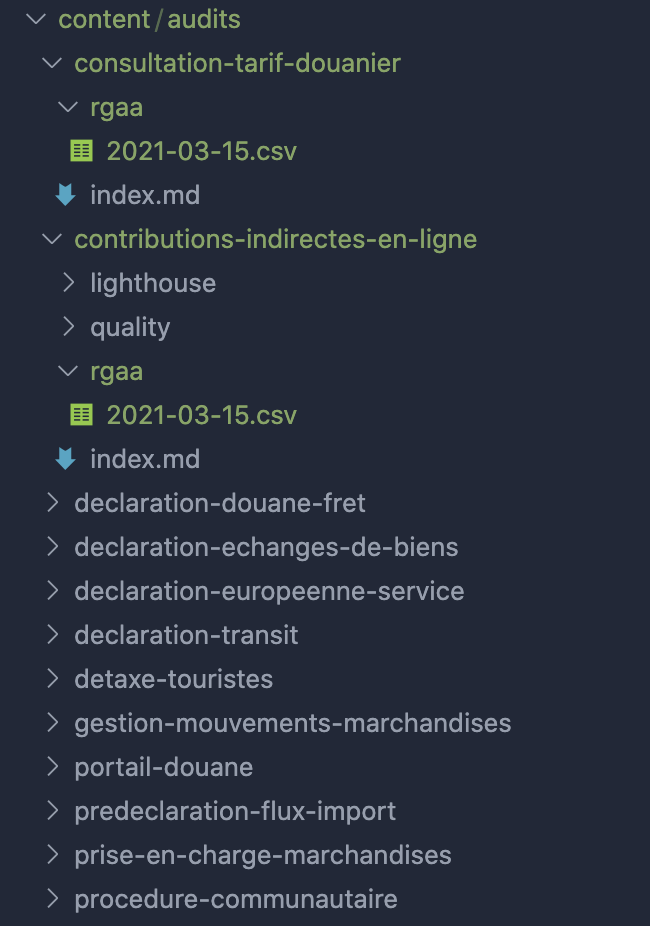 content/audits
consultation-tarif-douanier
rgaa
2021-03-15.csv
index.md
contributions-indirectes-en-ligne
lighthouse
quality
rgaa
2021-03-15.csv
index.md
declaration-douane-fret
declaration-echanges-de-biens
declaration-europeenne-service
declaration-transit
detaxe-touristes
gestion-mouvements-marchandises
portail-douane
predeclaration-flux-import
prise-en-charge-marchandises
procedure-communautaire